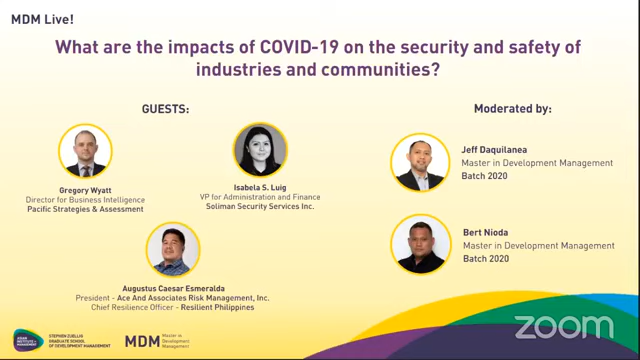 MDM Live!
What are the impacts of COVID-19 on the security and safety of
industries and communities?
GUESTS:
Gregory Wyatt
Director for Business Intelligence
Pacific Strategies & Assessment
Isabela S. Luig
VP for Administration and Finance
Soliman Security Services Inc.
Augustus Caesar Esmeralda
President - Ace And Associates Risk Management, Inc.
Chief Resilience Officer - Resilient Philippines
Moderated by:
Jeff Daquilanea
Master in Development Management
Batch 2020
Bert Nioda
Master in Development Management
Batch 2020
ASIAN
INSTITUTE OF
MANAGEMENT
STEPHEN ZUELLIG
GRADUATE SCHOOL
OF DEVELOPMENT MANAGEMENT
MDM
Master in
Development
Management
zoom